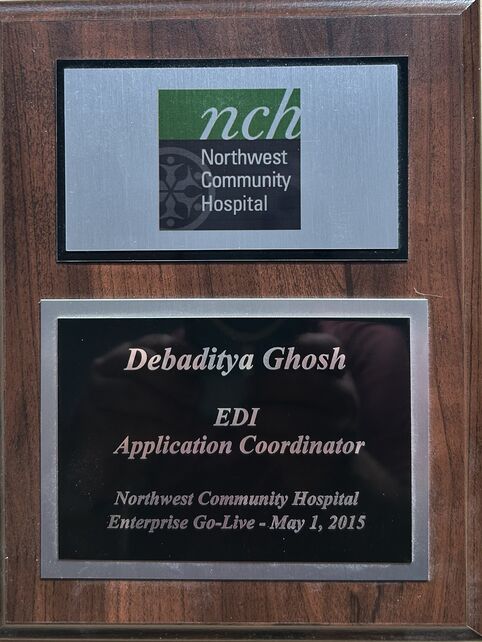 nch
Northwest
Community
Hospital
Debaditya Ghosh
EDI
Application Coordinator
Northwest Community Hospital
Enterprise Go-Live - May 1, 2015